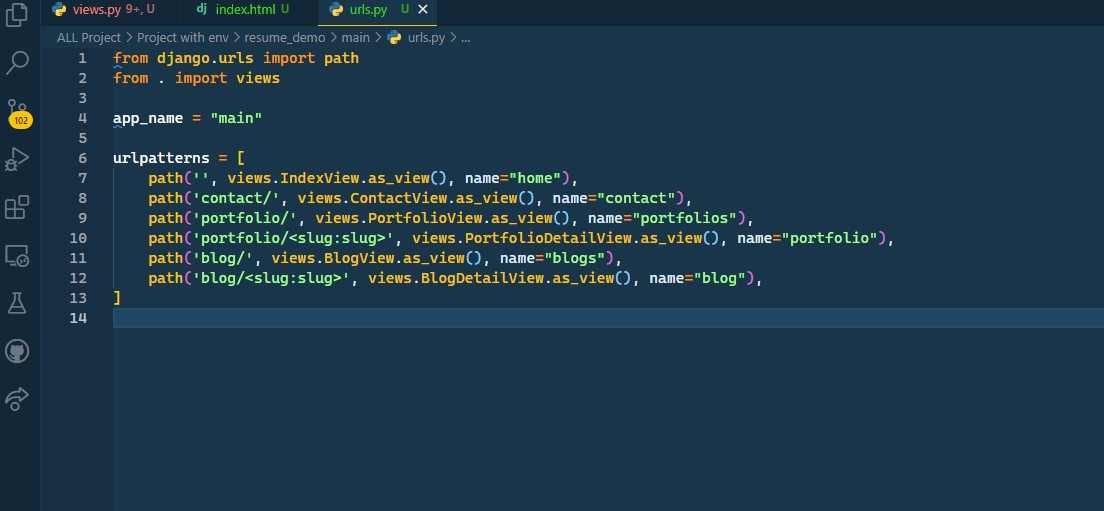 views.py 9+, U
index.html U
urls.py U
ALL Project > Project with env > resume_demo > main > urls.py > ...
1 from django.urls import path
2 from . import views
3
4 app_name = "main"
5
6 urlpatterns = [
7 path('', views.IndexView.as_view(), name="home"),
8 path('contact/', views.ContactView.as_view(), name="contact"),
9 path('portfolio/', views.PortfolioView.as_view(), name="portfolios"),
10 path('portfolio/<slug:slug>', views.PortfolioDetailView.as_view(), name="portfolio"),
11 path('blog/', views.BlogView.as_view(), name="blogs"),
12 path('blog/<slug:slug>', views.BlogDetailView.as_view(), name="blog"),
13 ]
14
102